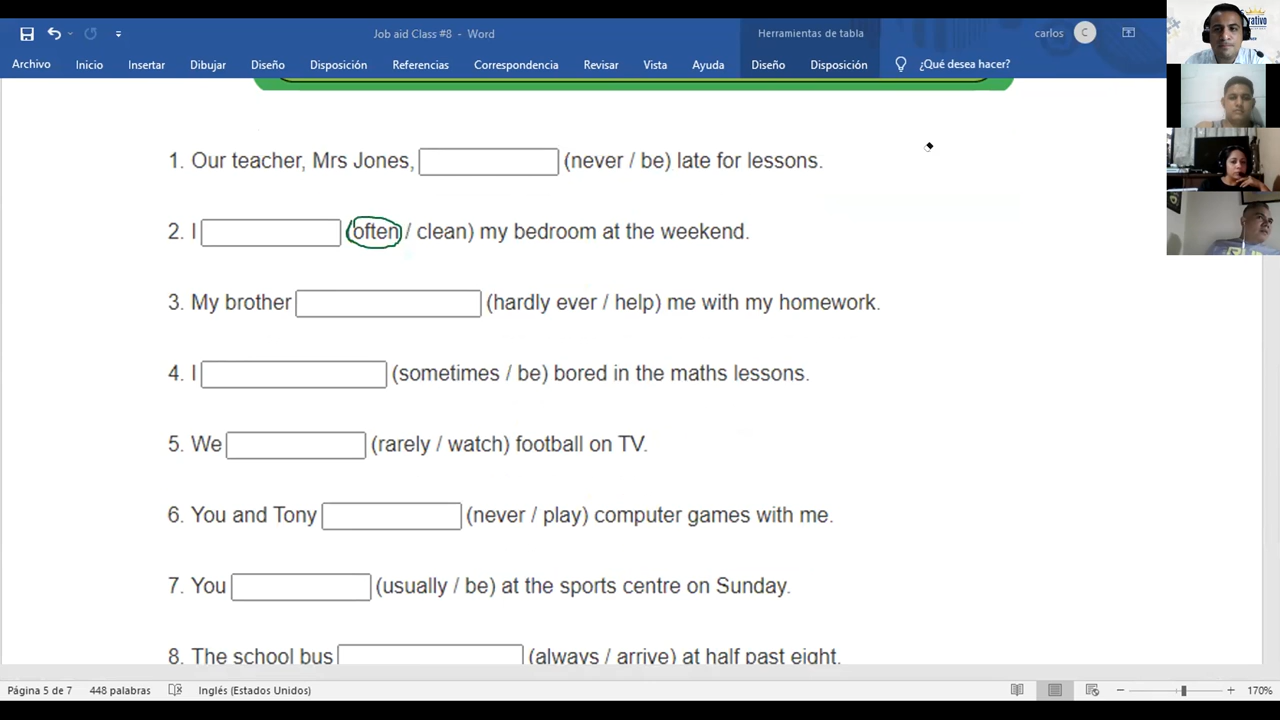 Job aid Class #8 - Word
Herramientas de tabla
carlos
C
Archivo Inicio Insertar Dibujar Diseño Disposición Referencias Correspondencia Revisar Vista Ayuda Diseño Disposición ¿Qué desea hacer?
1. Our teacher, Mrs Jones, (never / be) late for lessons.
2. I (often / clean) my bedroom at the weekend.
3. My brother (hardly ever / help) me with my homework.
4. I (sometimes / be) bored in the maths lessons.
5. We (rarely / watch) football on TV.
6. You and Tony (never / play) computer games with me.
7. You (usually / be) at the sports centre on Sunday.
8. The school bus (always / arrive) at half past eight.
Página 5 de 7 448 palabras Inglés (Estados Unidos) 170%